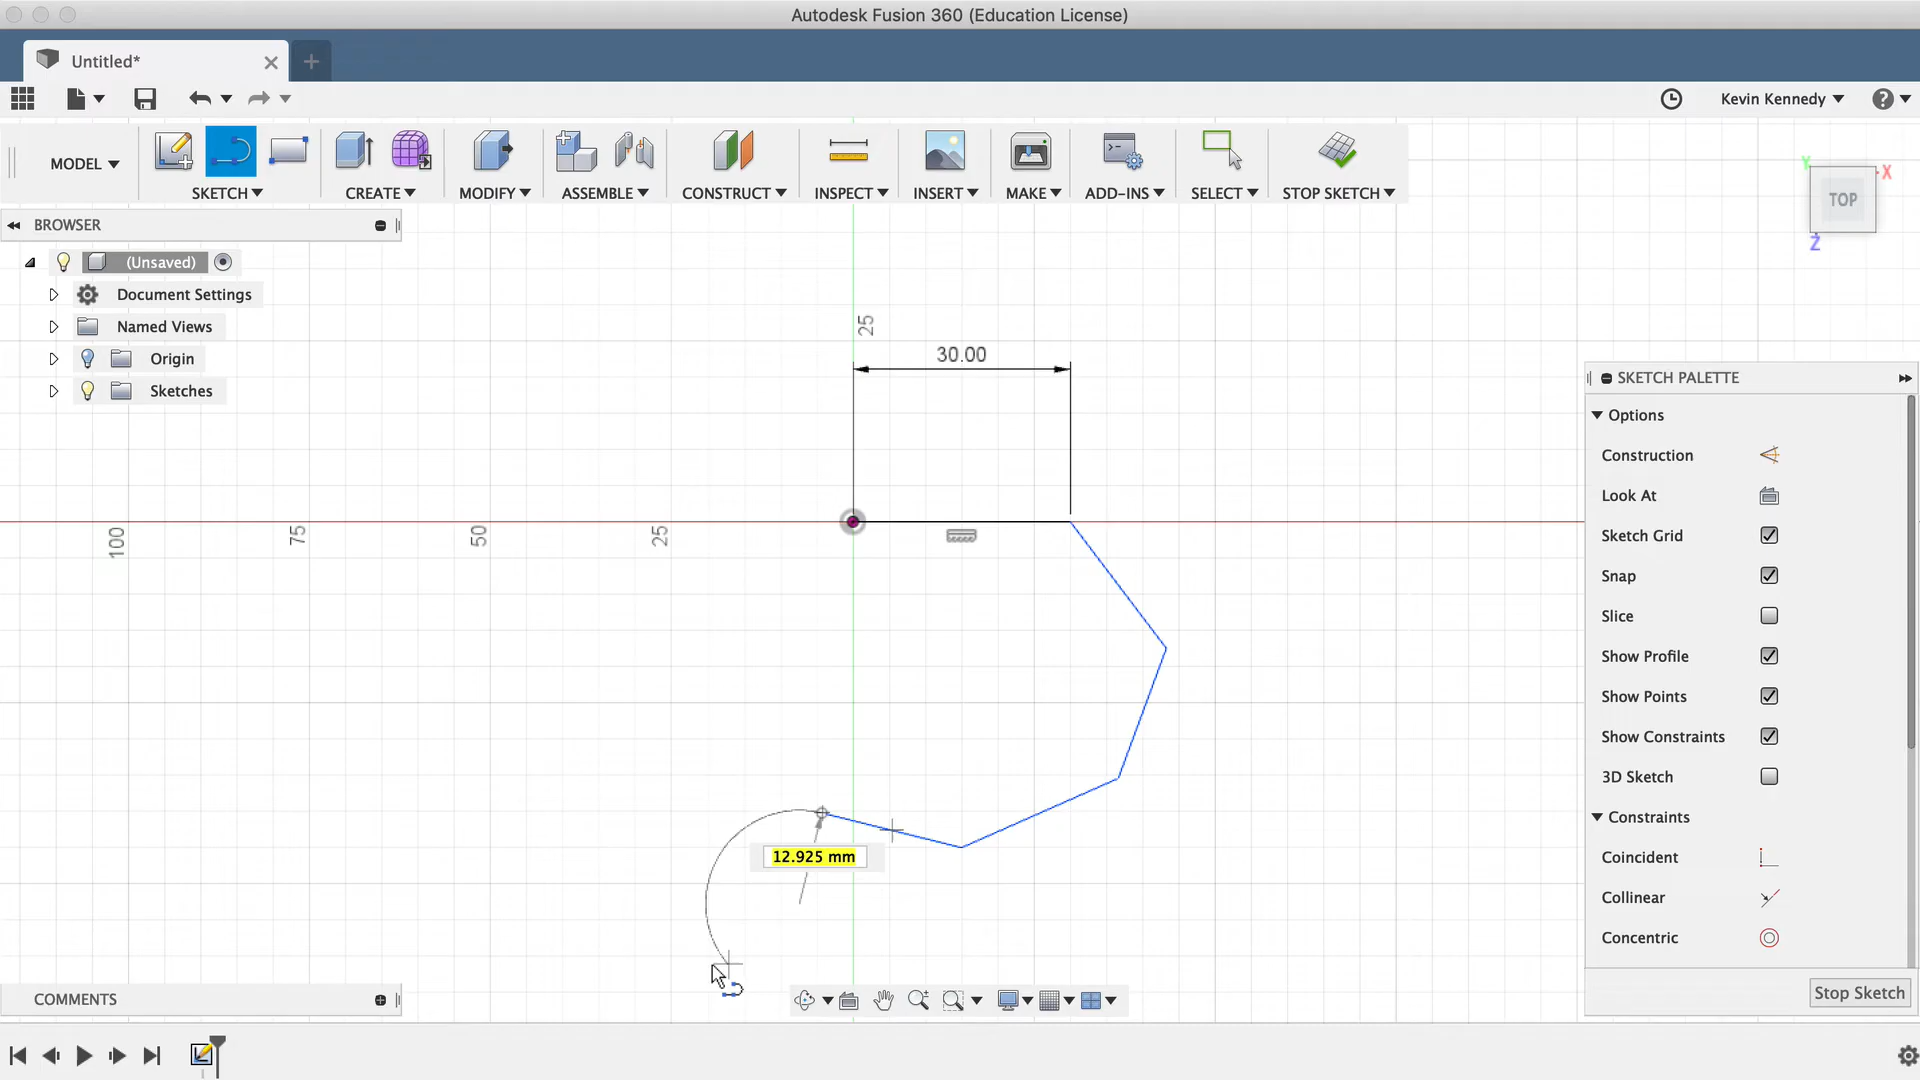 Autodesk Fusion 360 (Education License)
Untitled*
Kevin Kennedy
MODEL
SKETCH
CREATE
MODIFY
ASSEMBLE
CONSTRUCT
INSPECT
INSERT
MAKE
ADD-INS
SELECT
STOP SKETCH
Y
X
TOP
Z
BROWSER
(Unsaved)
Document Settings
Named Views
Origin
Sketches
25
30.00
100
75
50
25
12.925 mm
SKETCH PALETTE
Options
Construction
Look At
Sketch Grid
Snap
Slice
Show Profile
Show Points
Show Constraints
3D Sketch
Constraints
Coincident
Collinear
Concentric
Stop Sketch
COMMENTS